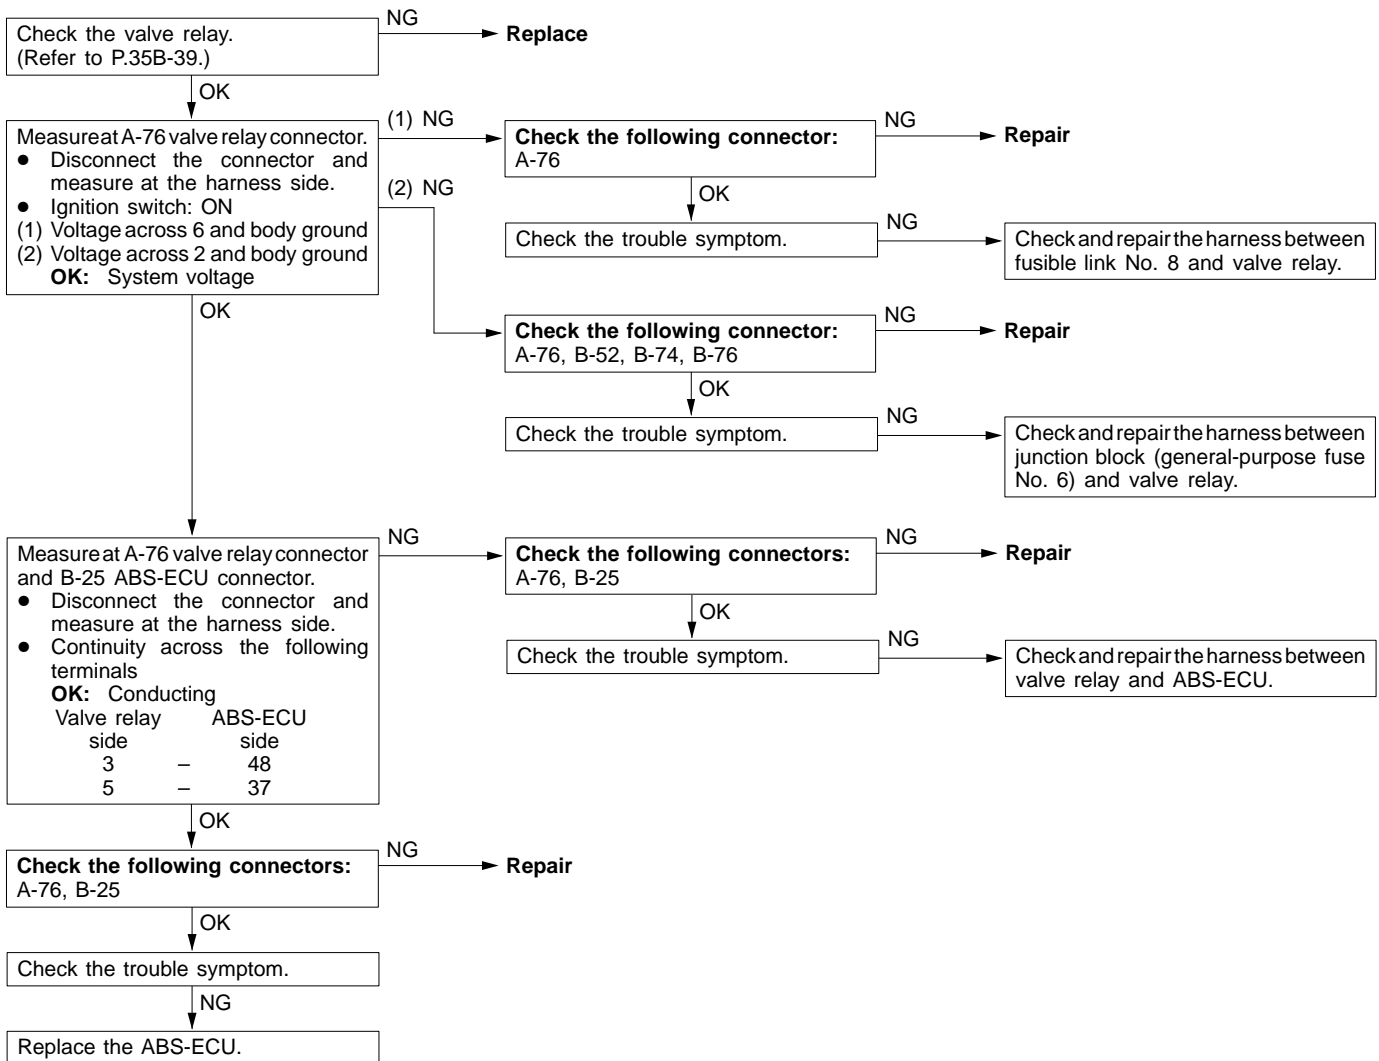 Check the valve relay.
(Refer to P.35B-39.)
NG
Replace
OK
Measure at A-76 valve relay connector.
● Disconnect the connector and
measure at the harness side.
● Ignition switch: ON
(1) Voltage across 6 and body ground
(2) Voltage across 2 and body ground
OK: System voltage
(1) NG
Check the following connector:
A-76
NG
Repair
OK
Check the trouble symptom.
NG
Check and repair the harness between
fusible link No. 8 and valve relay.
(2) NG
Check the following connector:
A-76, B-52, B-74, B-76
NG
Repair
OK
Check the trouble symptom.
NG
Check and repair the harness between
junction block (general-purpose fuse
No. 6) and valve relay.
OK
Measure at A-76 valve relay connector
and B-25 ABS-ECU connector.
● Disconnect the connector and
measure at the harness side.
● Continuity across the following
terminals
OK: Conducting
Valve relay ABS-ECU
side side
3 – 48
5 – 37
NG
Check the following connectors:
A-76, B-25
NG
Repair
OK
Check the trouble symptom.
NG
Check and repair the harness between
valve relay and ABS-ECU.
OK
Check the following connectors:
A-76, B-25
NG
Repair
OK
Check the trouble symptom.
NG
Replace the ABS-ECU.